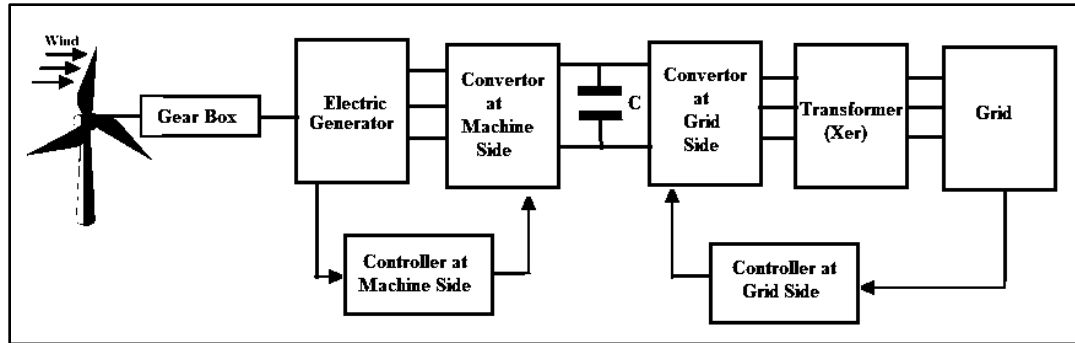 Wind
Gear Box
Electric
Generator
Convertor
at
Machine
Side
C
Convertor
at
Grid
Side
Transformer
(Xer)
Grid
Controller at
Machine Side
Controller at
Grid Side